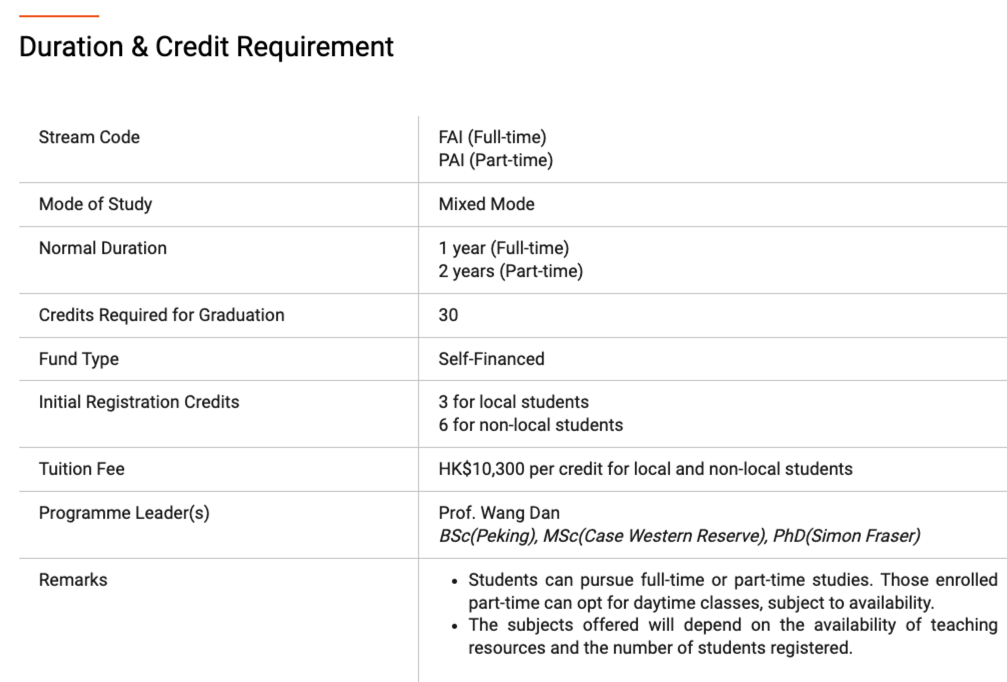 Duration & Credit Requirement
Stream Code
FAI (Full-time)
PAI (Part-time)
Mode of Study
Mixed Mode
Normal Duration
1 year (Full-time)
2 years (Part-time)
Credits Required for Graduation
30
Fund Type
Self-Financed
Initial Registration Credits
3 for local students
6 for non-local students
Tuition Fee
HK$10,300 per credit for local and non-local students
Programme Leader(s)
Prof. Wang Dan
BSc(Peking), MSc(Case Western Reserve), PhD(Simon Fraser)
Remarks
• Students can pursue full-time or part-time studies. Those enrolled
part-time can opt for daytime classes, subject to availability.
• The subjects offered will depend on the availability of teaching
resources and the number of students registered.